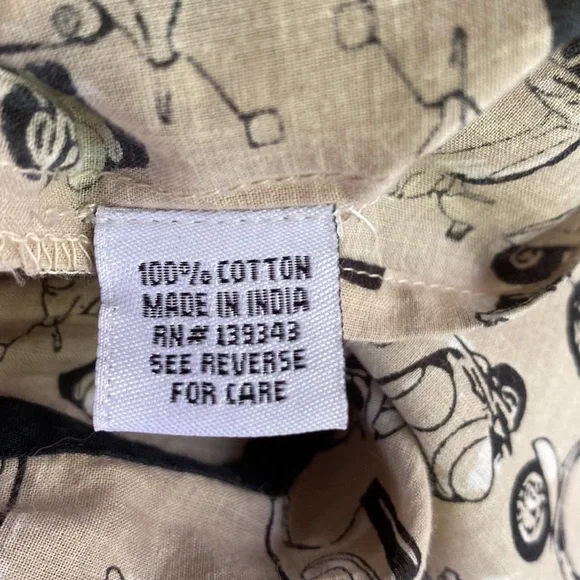 100% COTTON
MADE IN INDIA
RN# 139343
SEE REVERSE
FOR CARE